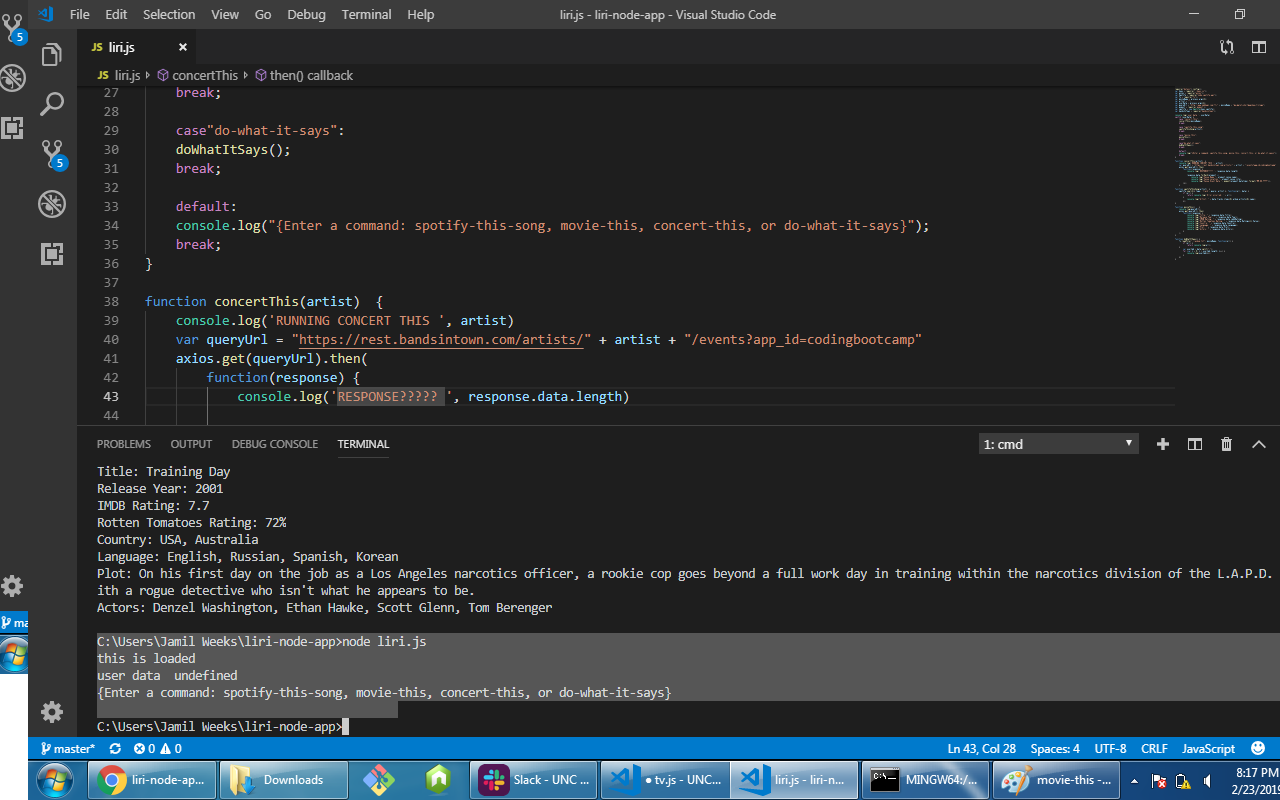 File Edit Selection View Go Debug Terminal Help liri.js - liri-node-app - Visual Studio Code
5
JS liri.js
JS liri.js concertThis then() callback
27 break;
28
29 case"do-what-it-says":
30 doWhatItSays();
31 break;
32
33 default:
34 console.log("{Enter a command: spotify-this-song, movie-this, concert-this, or do-what-it-says}");
35 break;
36 }
37
38 function concertThis(artist) {
39 console.log('RUNNING CONCERT THIS ', artist)
40 var queryUrl = "https://rest.bandsintown.com/artists/" + artist + "/events?app_id=codingbootcamp"
41 axios.get(queryUrl).then(
42 function(response) {
43 console.log('RESPONSE????? ', response.data.length)
44
5
PROBLEMS OUTPUT DEBUG CONSOLE TERMINAL 1: cmd
Title: Training Day
Release Year: 2001
IMDB Rating: 7.7
Rotten Tomatoes Rating: 72%
Country: USA, Australia
Language: English, Russian, Spanish, Korean
Plot: On his first day on the job as a Los Angeles narcotics officer, a rookie cop goes beyond a full work day in training within the narcotics division of the L.A.P.D.
ith a rogue detective who isn't what he appears to be.
Actors: Denzel Washington, Ethan Hawke, Scott Glenn, Tom Berenger
C:\Users\Jamil Weeks\liri-node-app>node liri.js
this is loaded
user data  undefined
{Enter a command: spotify-this-song, movie-this, concert-this, or do-what-it-says}
C:\Users\Jamil Weeks\liri-node-app>
ma
master* 0 0 Ln 43, Col 28 Spaces: 4 UTF-8 CRLF JavaScript
liri-node-ap... Downloads Slack - UNC ... ● tv.js - UNC... liri.js - liri-n... MINGW64:/... movie-this -... 8:17 PM
2/23/2019